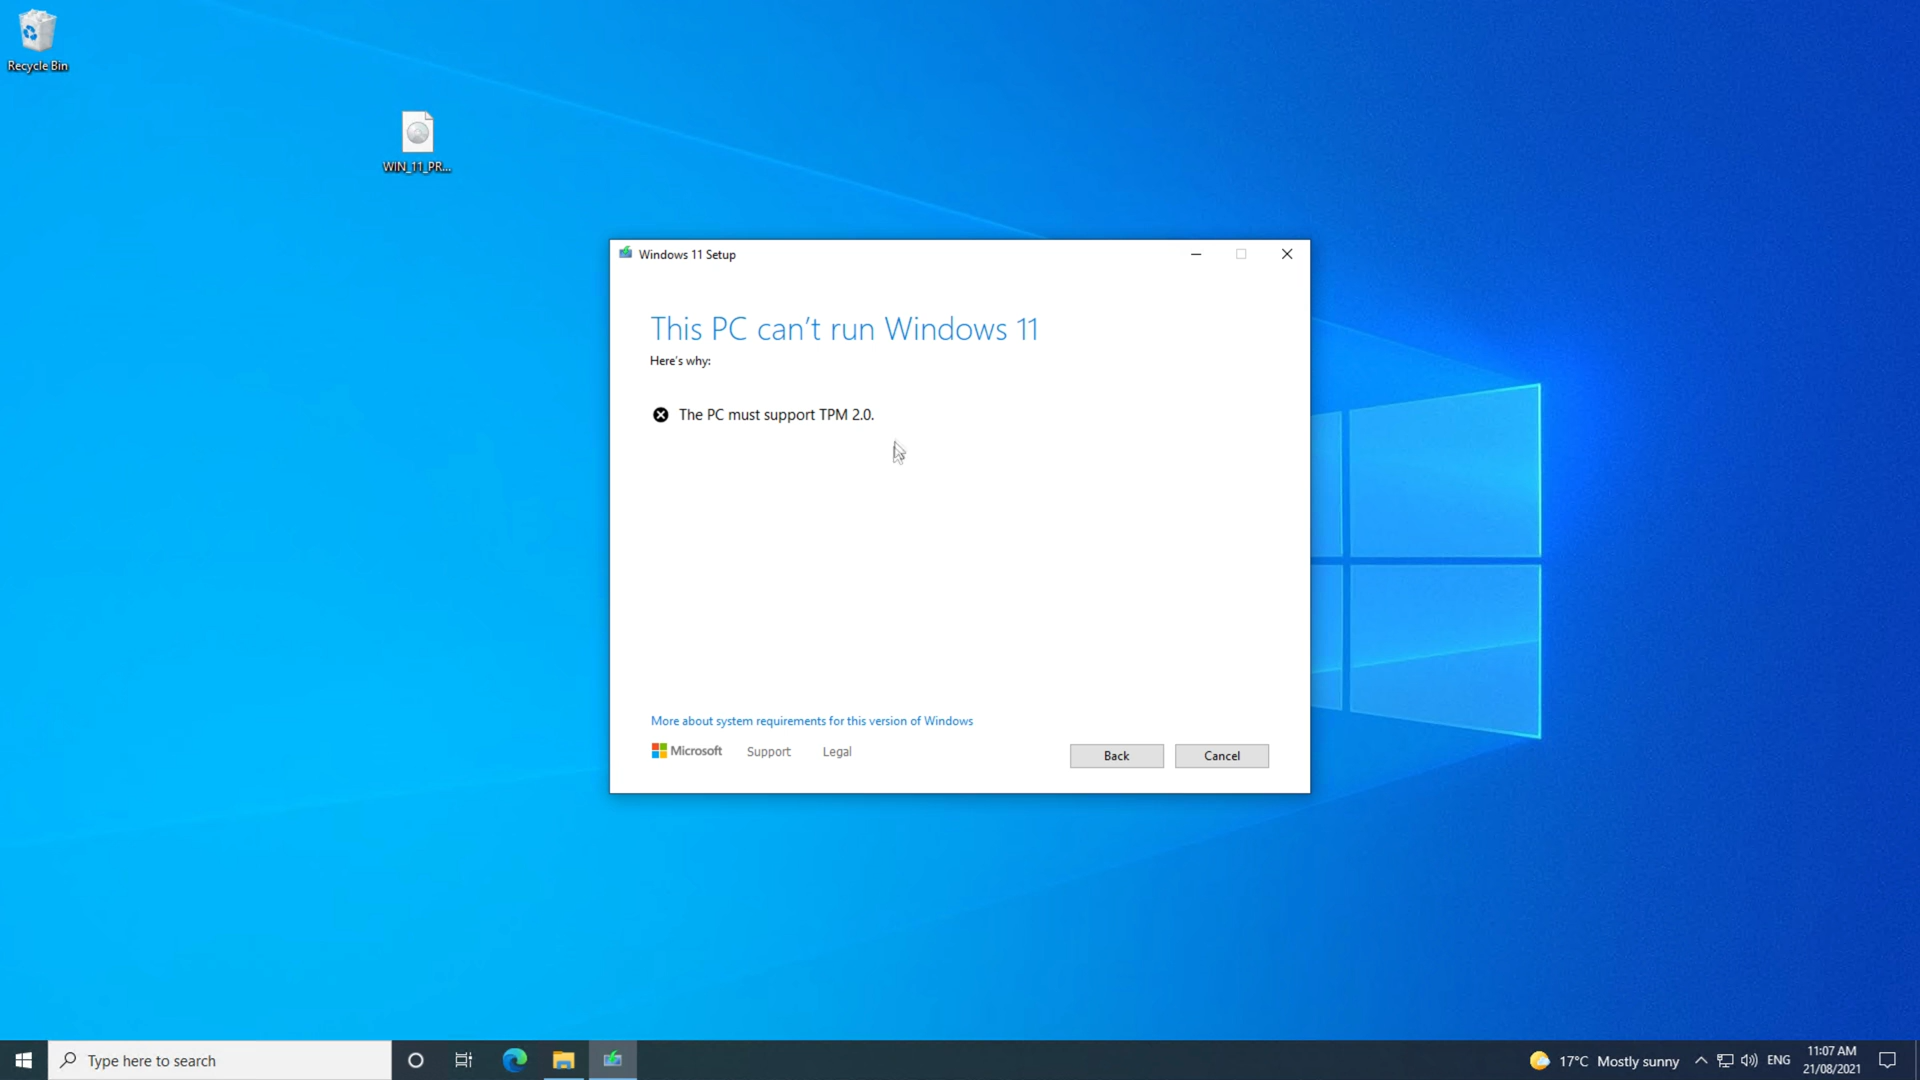 Recycle Bin
WIN_11_PR...
Windows 11 Setup
This PC can't run Windows 11
Here's why:
The PC must support TPM 2.0.
More about system requirements for this version of Windows
Microsoft Support Legal
Back Cancel
Type here to search
17°C Mostly sunny ENG
11:07 AM
21/08/2021